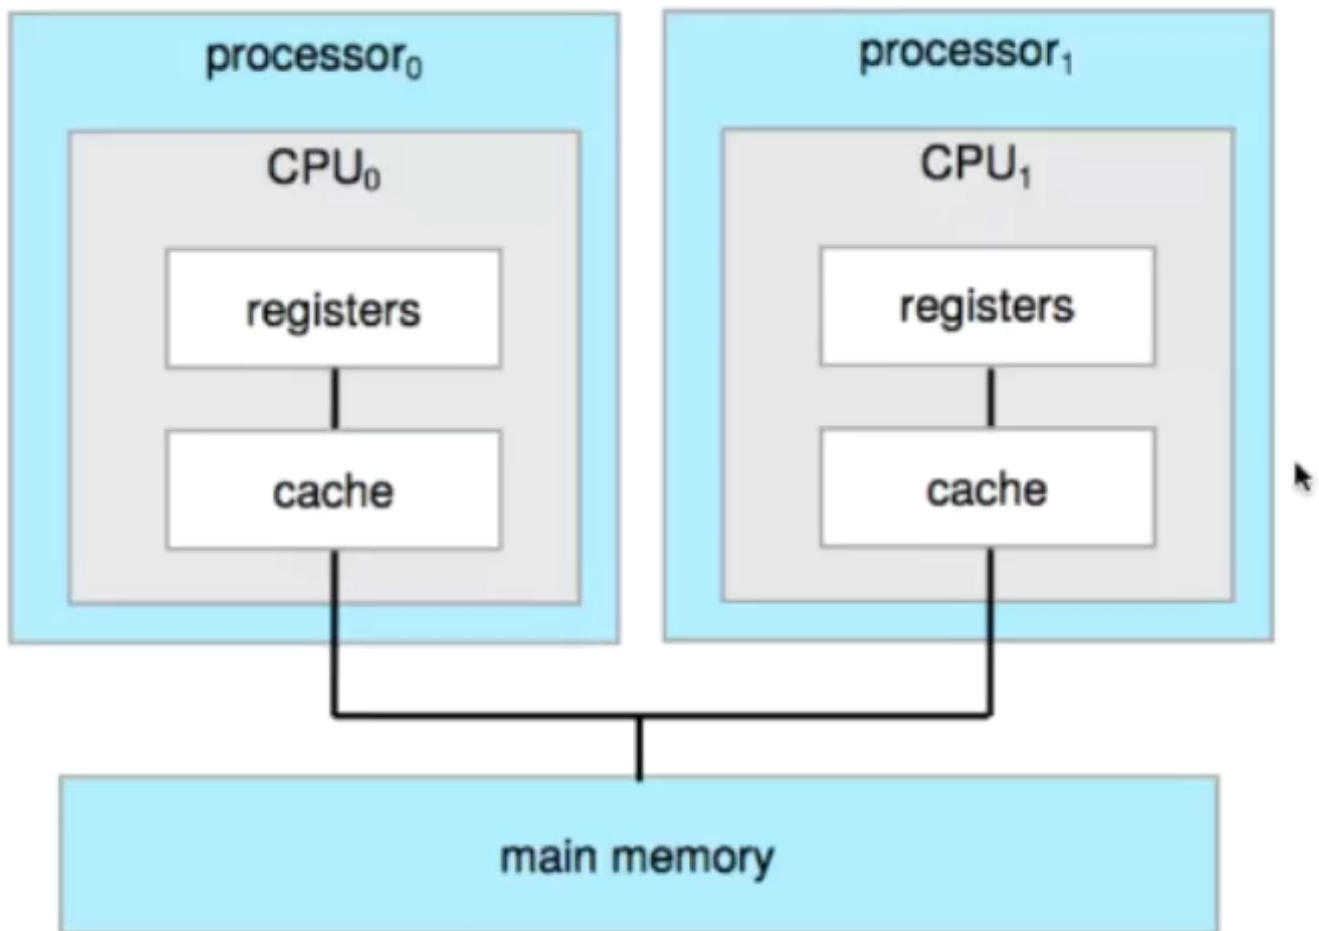 processor₀
processor₁
CPU₀
CPU₁
registers
registers
cache
cache
main memory